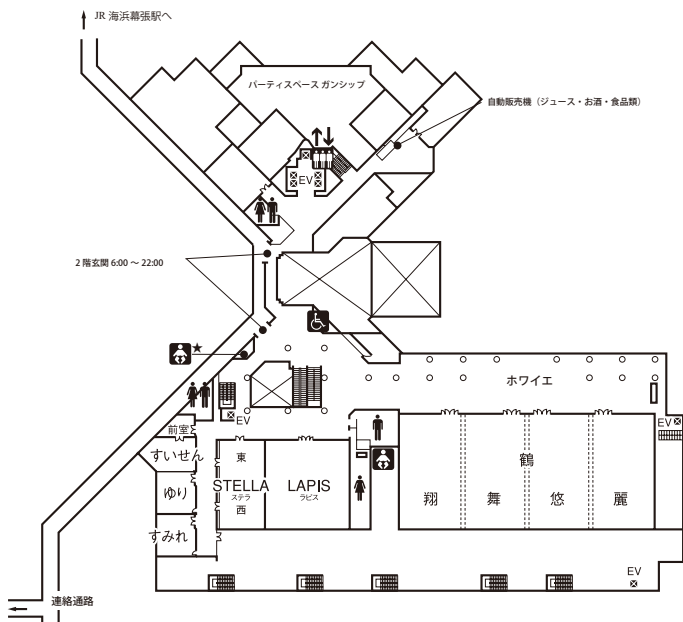 JR 海浜幕張駅へ
パーティスペース ガンシップ
自動販売機（ジュース・お酒・食品類）
EV
2 階玄関 6:00 ～ 22:00
★
ホワイエ
EV
EV
前室
すいせん
ゆり
すみれ
東
STELLA
ステラ
西
LAPIS
ラピス
鶴
翔 舞 悠 麗
EV
連絡通路